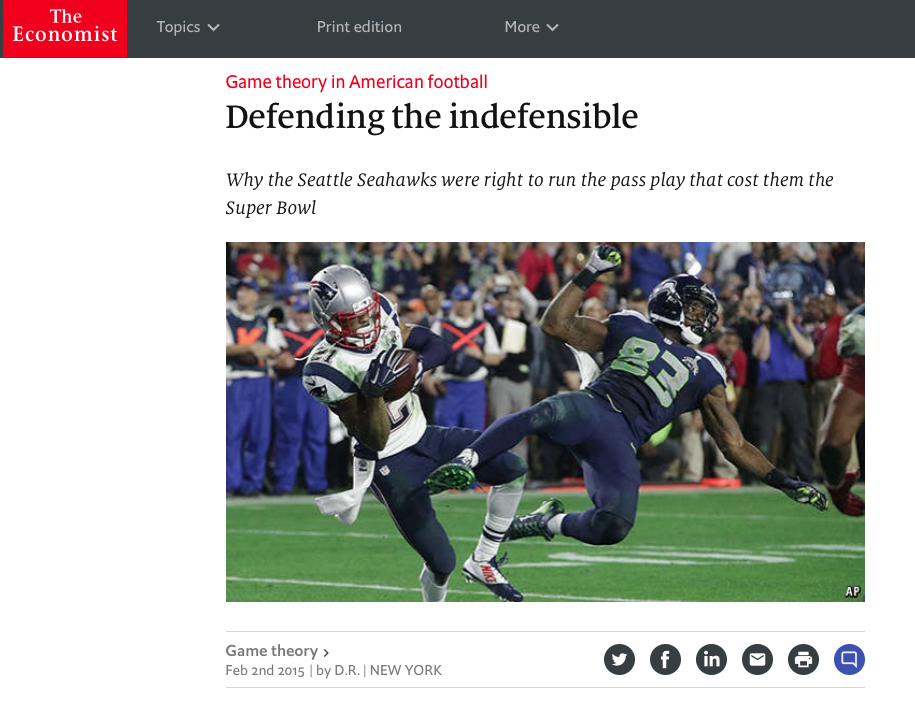 The
Economist
Topics
Print edition
More
Game theory in American football
Defending the indefensible
Why the Seattle Seahawks were right to run the pass play that cost them the
Super Bowl
83
NIKE
AP
Game theory
Feb 2nd 2015 | by D.R. | NEW YORK